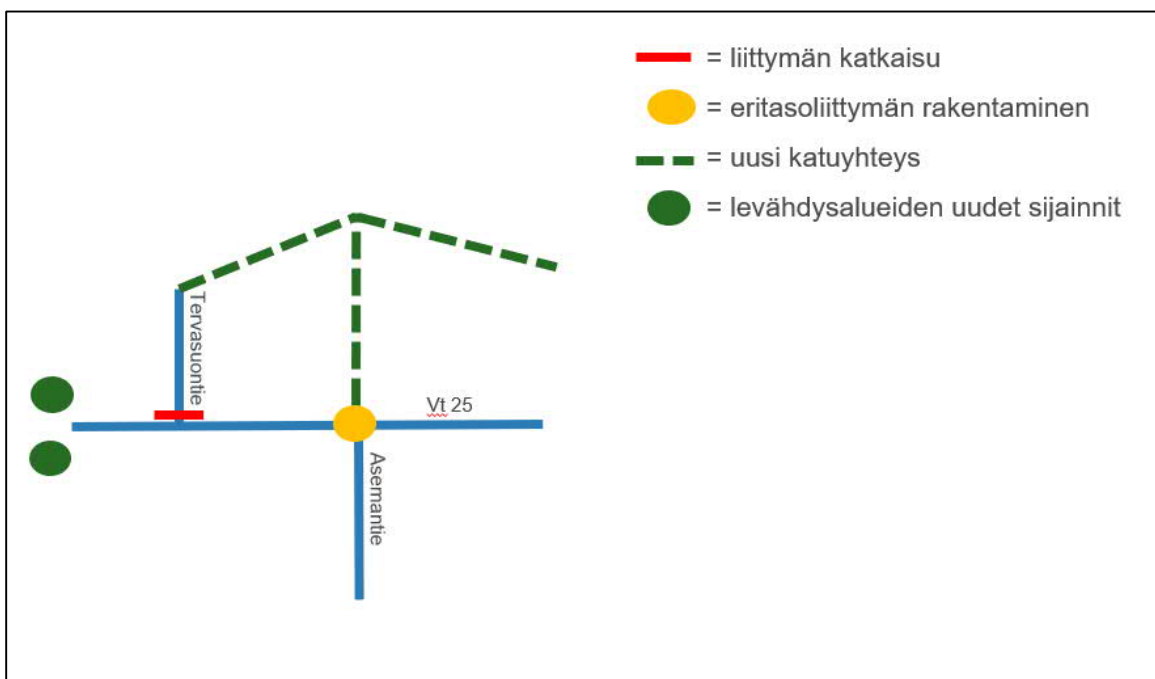 = liittymän katkaisu
= eritasoliittymän rakentaminen
= uusi katuyhteys
= levähdysalueiden uudet sijainnit
Tervasuontie
Vt 25
Asemantie